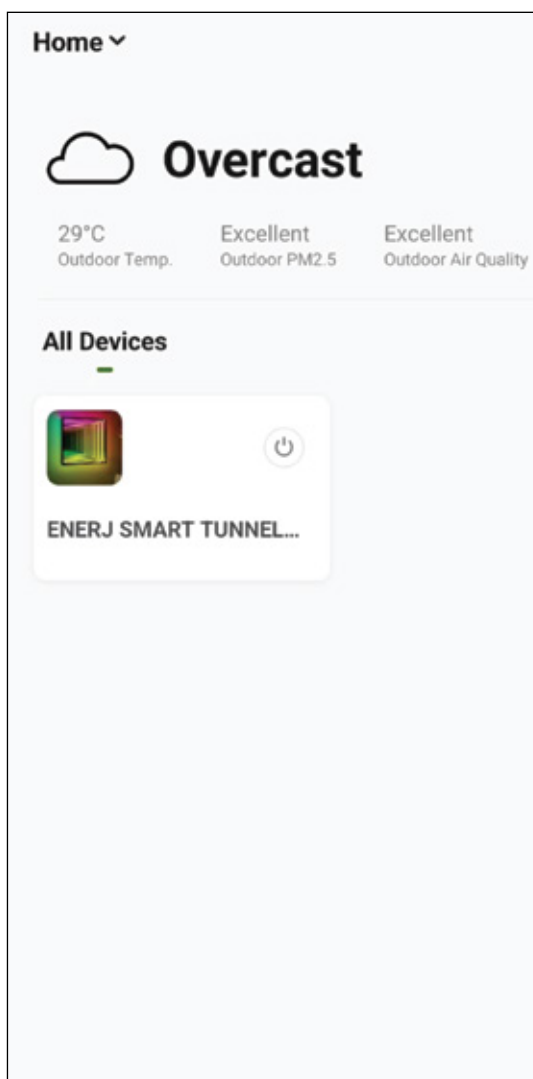 Home
Overcast
29°C Excellent Excellent
Outdoor Temp. Outdoor PM2.5 Outdoor Air Quality
All Devices
ENERJ SMART TUNNEL...